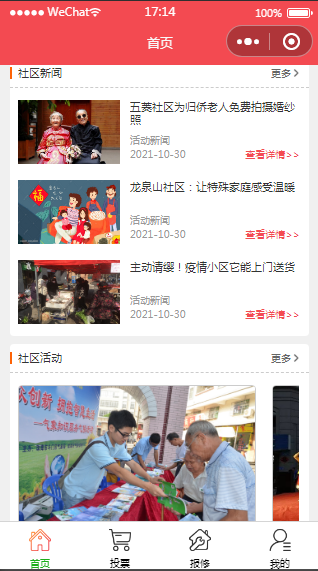 WeChat
17:14
100%
首页
社区新闻
更多
五菱社区为归侨老人免费拍摄婚纱
照
活动新闻
2021-10-30
查看详情>>
福
龙泉山社区：让特殊家庭感受温暖
活动新闻
2021-10-30
查看详情>>
主动请缨！疫情小区它能上门送货
活动新闻
2021-10-30
查看详情>>
社区活动
更多
首页
投票
报修
我的